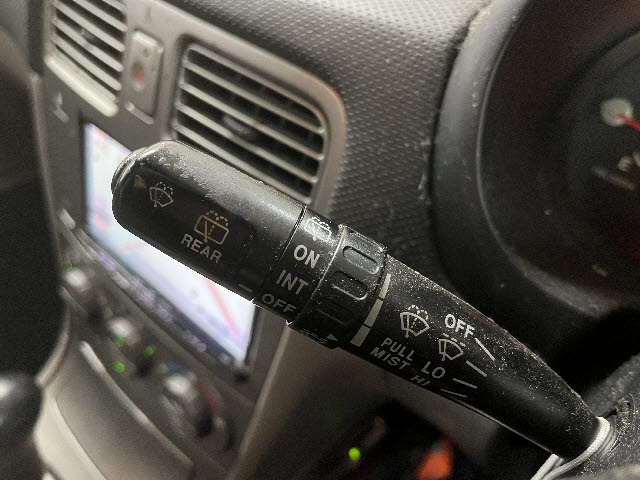 REAR
ON
INT
OFF
OFF
PULL LO
MIST HI